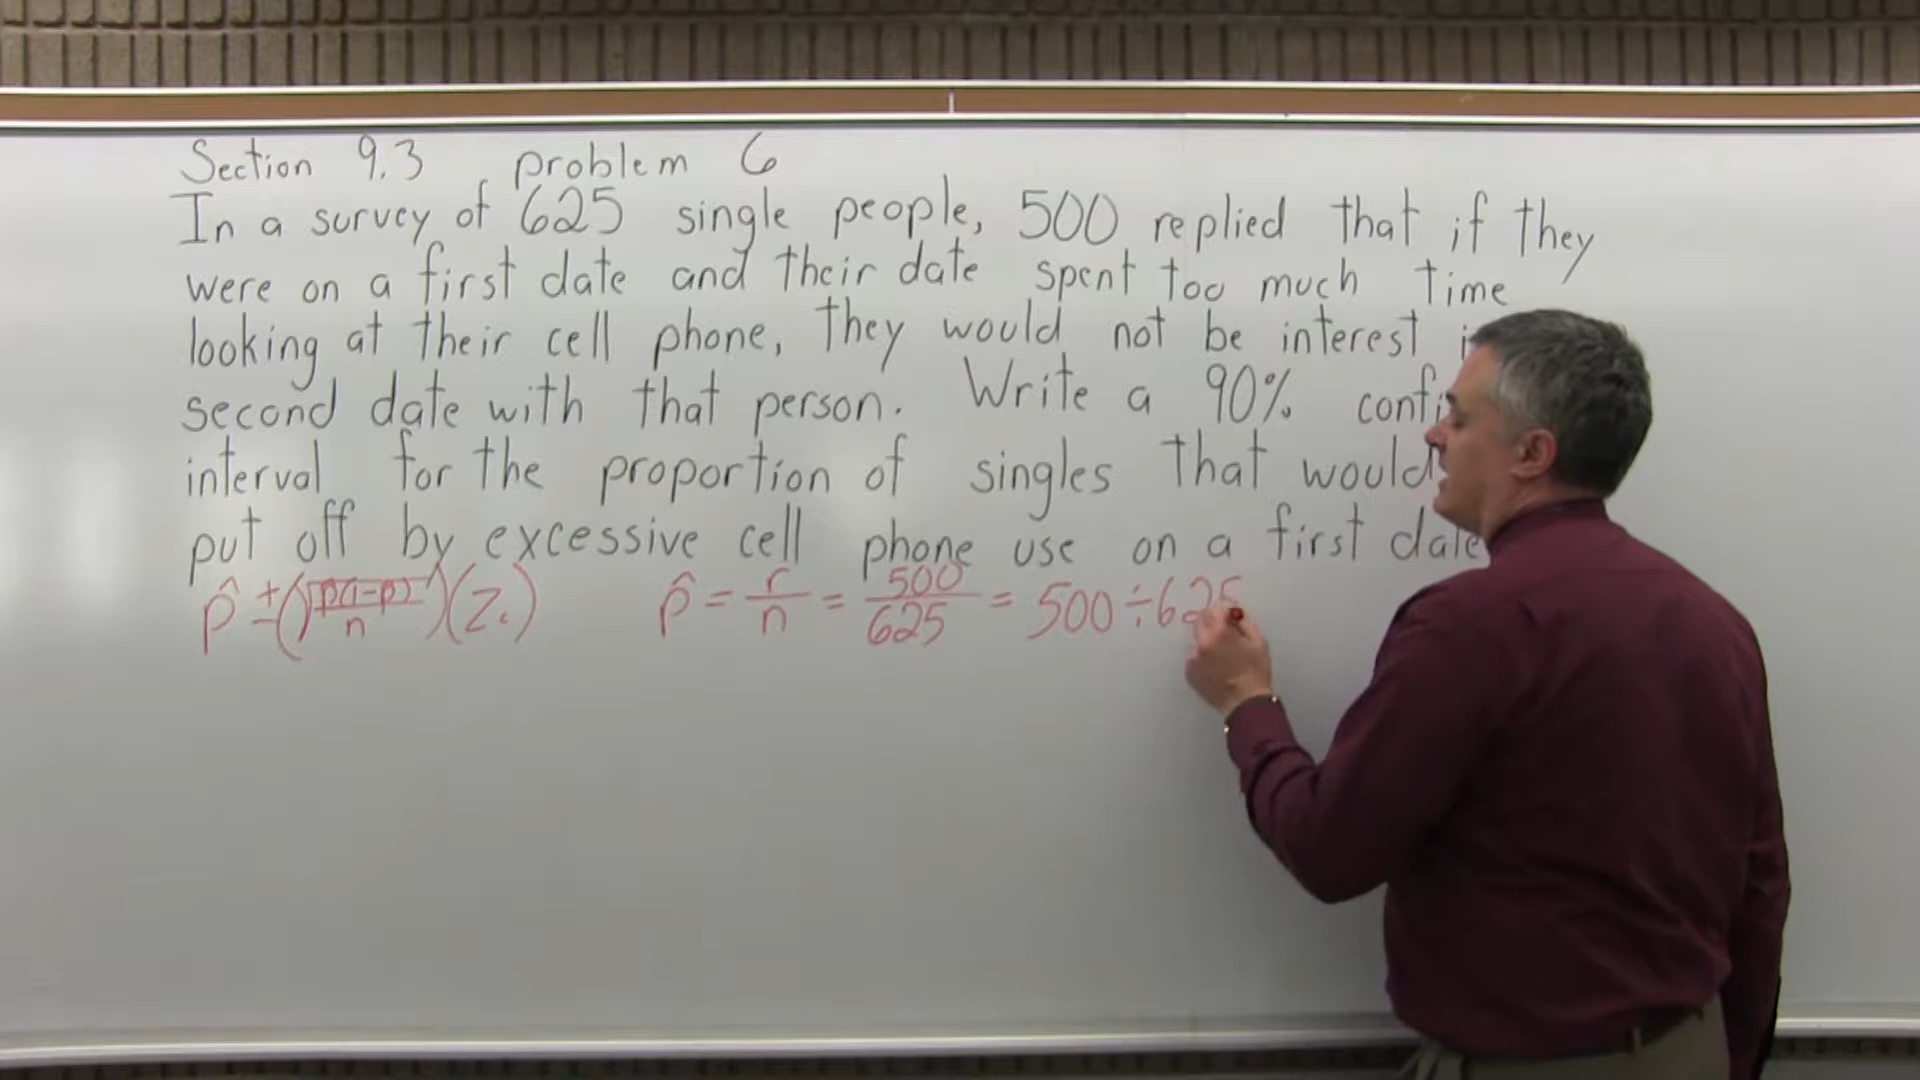 Section 9.3 problem 6
In a survey of 625 single people, 500 replied that if they
were on a first date and their date spent too much time
looking at their cell phone, they would not be interest
second date with that person. Write a 90% confi
interval for the proportion of singles that would
put off by excessive cell phone use on a first date
p̂ ± (√(p(1-p)/n))(Zc) p̂ = r/n = 500/625 = 500 ÷ 625